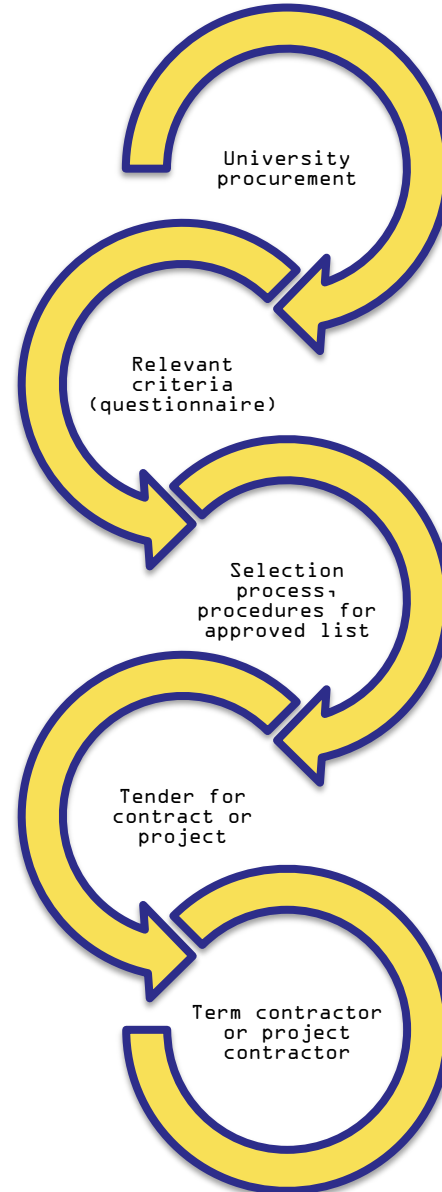 University
procurement
Relevant
criteria
(questionnaire)
Selection
process,
procedures for
approved list
Tender for
contract or
project
Term contractor
or project
contractor